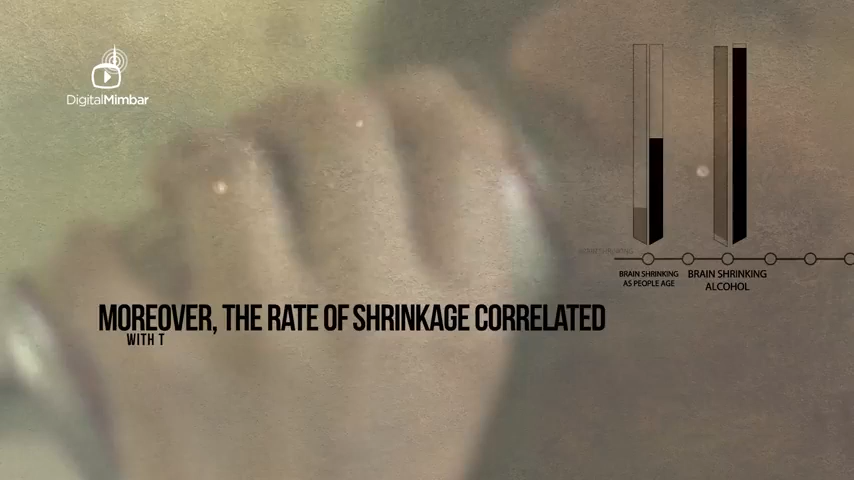 DigitalMimbar
BRAIN SHRINKING
AS PEOPLE AGE
BRAIN SHRINKING
ALCOHOL
MOREOVER, THE RATE OF SHRINKAGE CORRELATED
WITH T